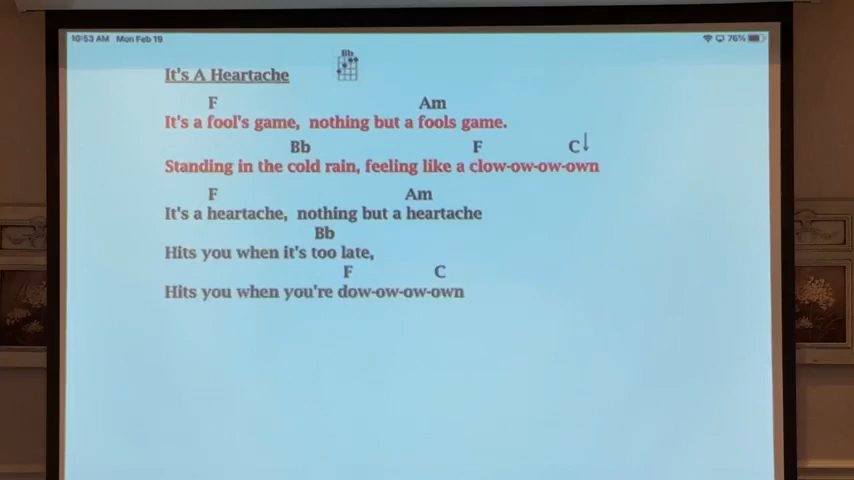 10:53 AM Mon Feb 19
76%
Bb
It's A Heartache
F Am
It's a fool's game, nothing but a fools game.
Bb F C↓
Standing in the cold rain, feeling like a clow-ow-ow-own
F Am
It's a heartache, nothing but a heartache
Bb
Hits you when it's too late,
F C
Hits you when you're dow-ow-ow-own